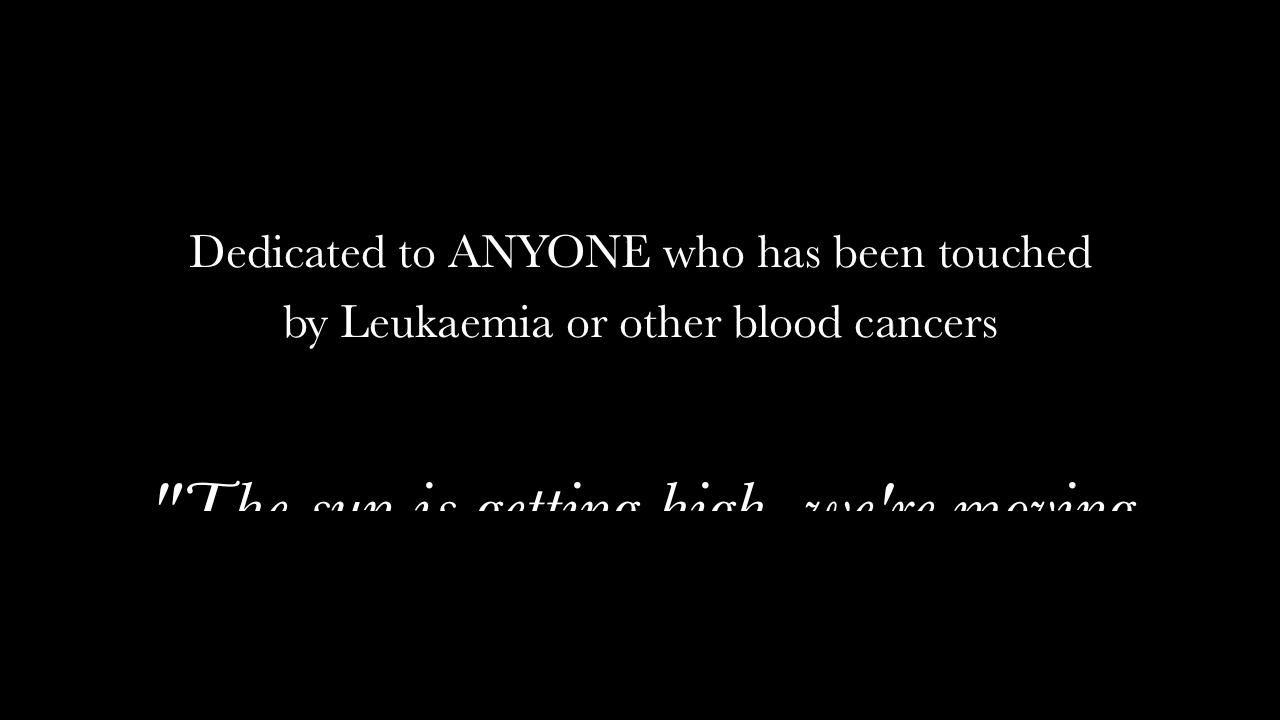 Dedicated to ANYONE who has been touched
by Leukaemia or other blood cancers
"The sun is getting high, we're moving